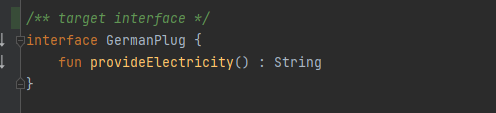 /** target interface */
interface GermanPlug {
    fun provideElectricity() : String
}